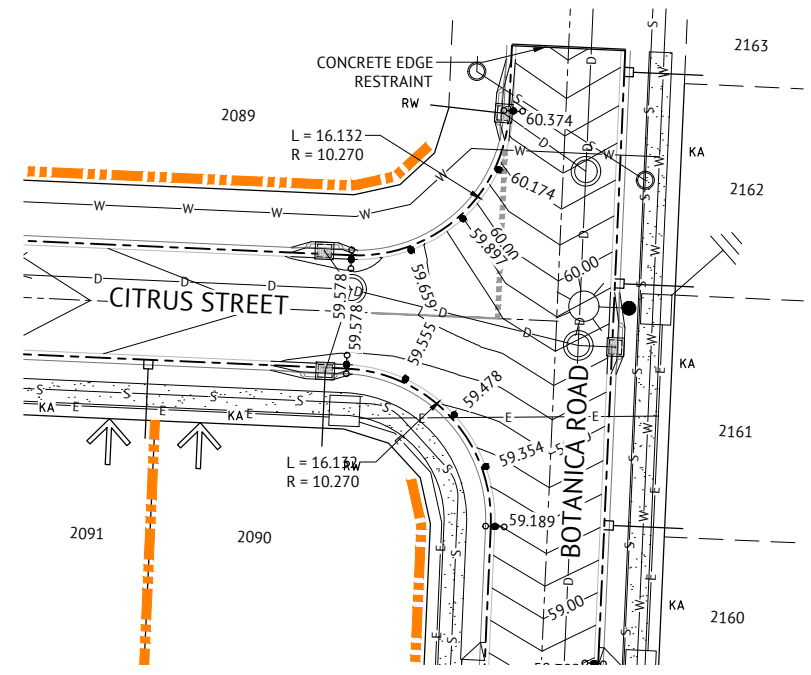 2163
CONCRETE EDGE
RESTRAINT
RW
60.374
2089
L = 16.132
R = 10.270
KA
60.174
2162
60.00
59.897
60.00
59.659
59.578
59.578
CITRUS STREET
59.555
59.478
KA
KA
KA
BOTANICA ROAD
2161
59.354
L = 16.132
RW
R = 10.270
59.189
2091
2090
59.00
KA
2160
W
W
W
W
W
W
W
W
D
D
D
D
D
D
D
D
D
S
S
S
S
S
S
E
E
E
E
E
E